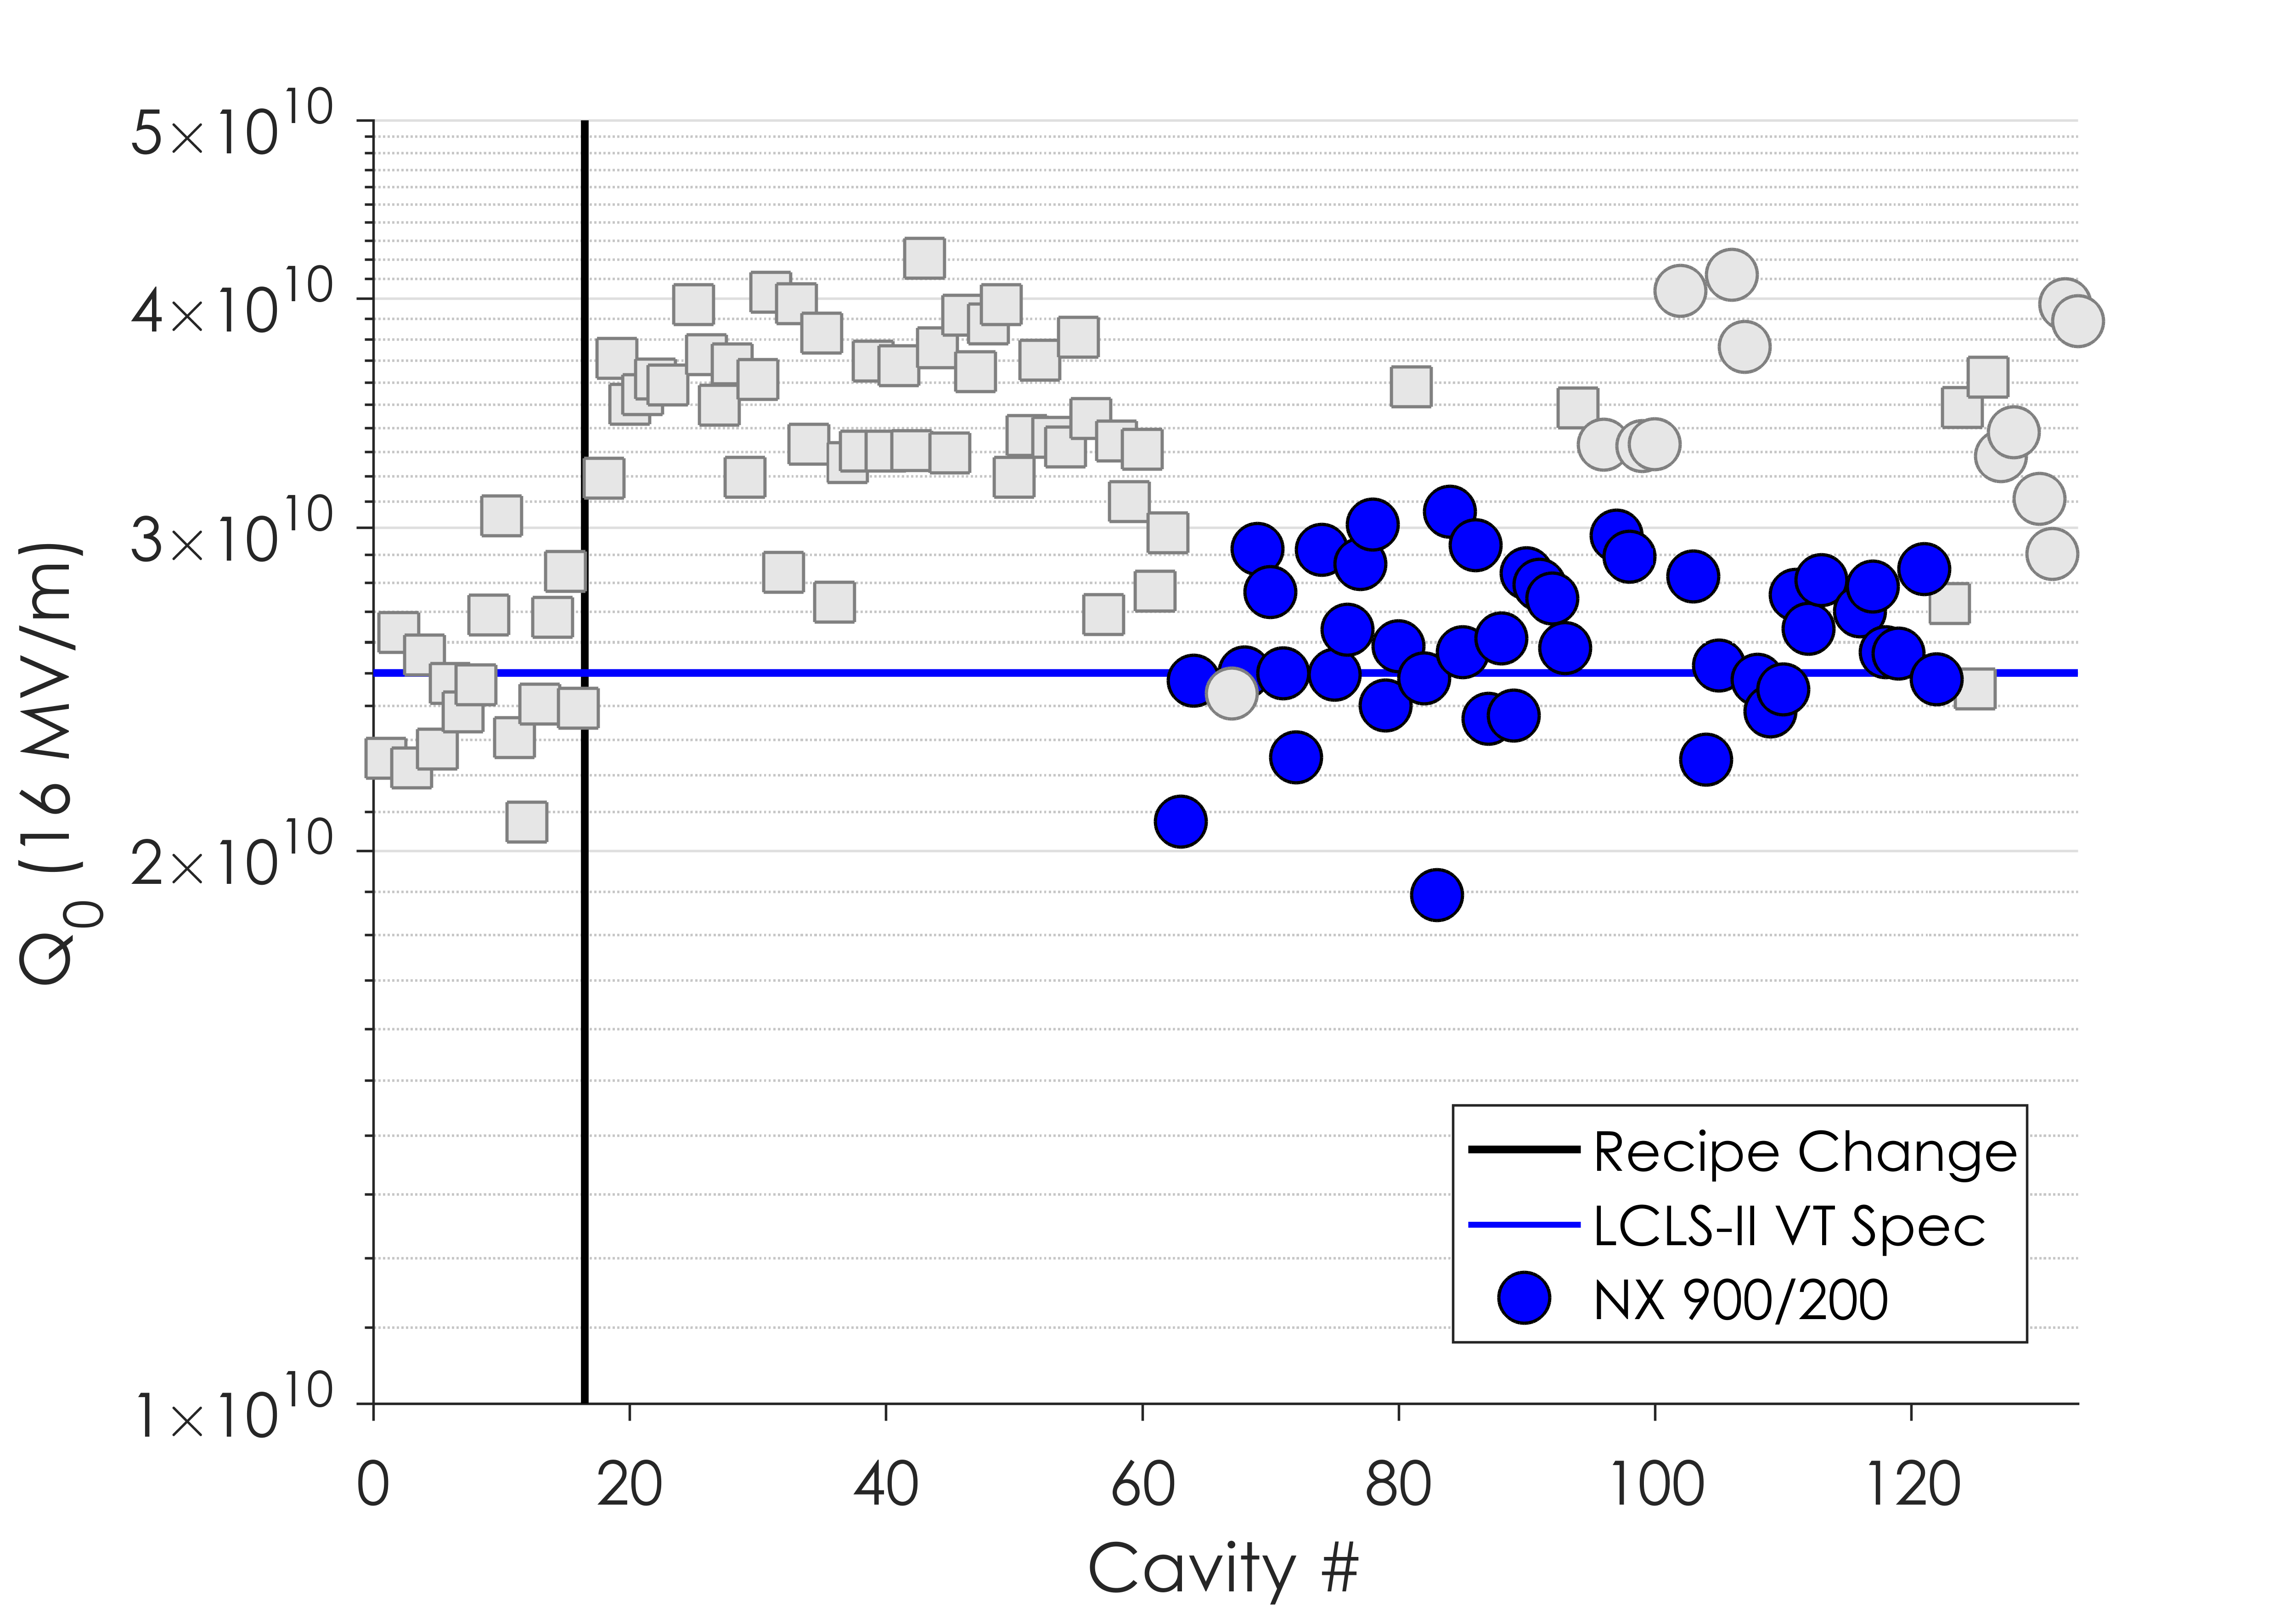 5×10^10
4×10^10
3×10^10
2×10^10
1×10^10
Q_0 (16 MV/m)
0 20 40 60 80 100 120
Cavity #
Recipe Change
LCLS-II VT Spec
NX 900/200